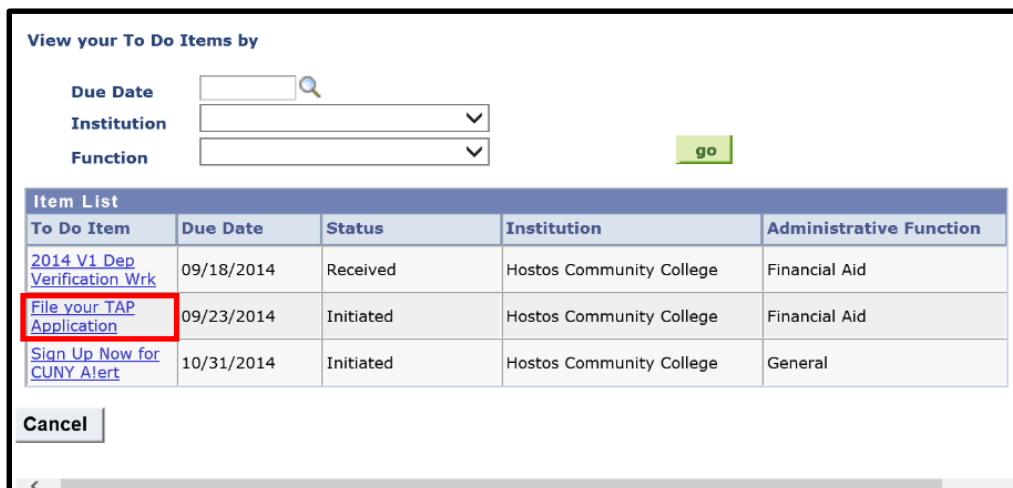 View your To Do Items by
Due Date
Institution
Function
go
Item List
To Do Item Due Date Status Institution Administrative Function
2014 V1 Dep
Verification Wrk 09/18/2014 Received Hostos Community College Financial Aid
File your TAP
Application 09/23/2014 Initiated Hostos Community College Financial Aid
Sign Up Now for
CUNY A!ert 10/31/2014 Initiated Hostos Community College General
Cancel